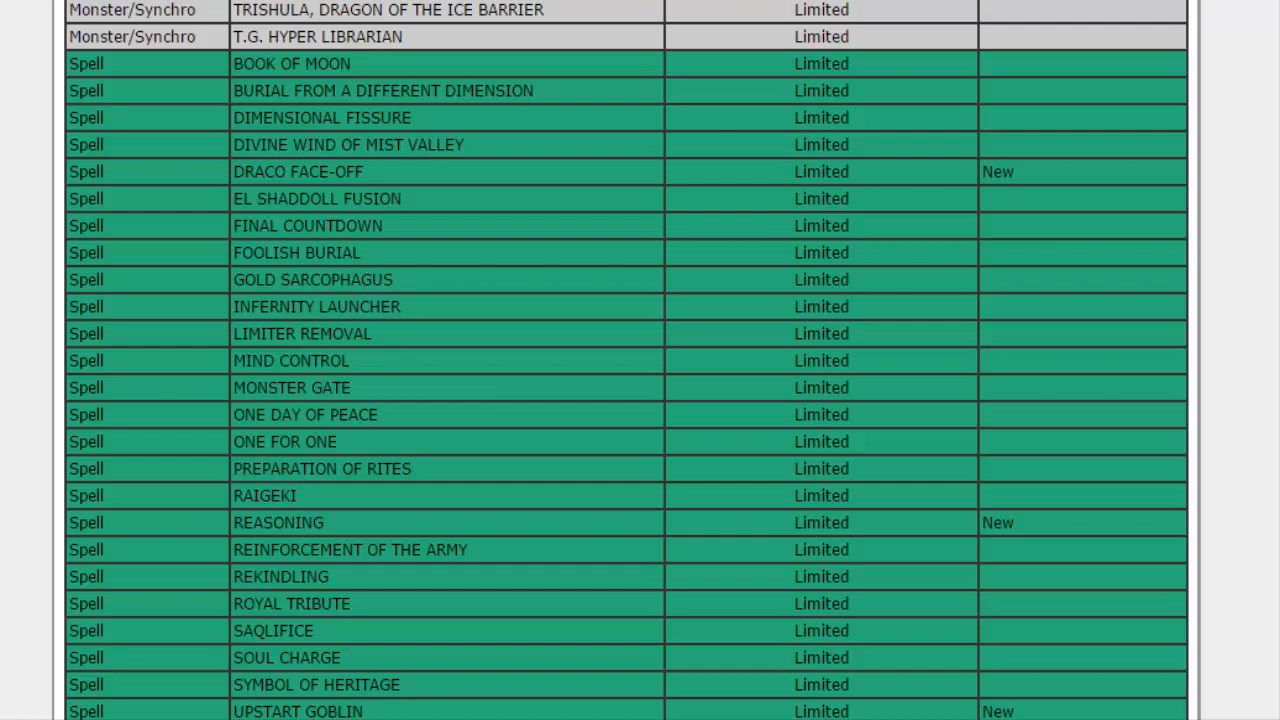 Monster/Synchro TRISHULA, DRAGON OF THE ICE BARRIER Limited
Monster/Synchro T.G. HYPER LIBRARIAN Limited
Spell BOOK OF MOON Limited
Spell BURIAL FROM A DIFFERENT DIMENSION Limited
Spell DIMENSIONAL FISSURE Limited
Spell DIVINE WIND OF MIST VALLEY Limited
Spell DRACO FACE-OFF Limited New
Spell EL SHADDOLL FUSION Limited
Spell FINAL COUNTDOWN Limited
Spell FOOLISH BURIAL Limited
Spell GOLD SARCOPHAGUS Limited
Spell INFERNITY LAUNCHER Limited
Spell LIMITER REMOVAL Limited
Spell MIND CONTROL Limited
Spell MONSTER GATE Limited
Spell ONE DAY OF PEACE Limited
Spell ONE FOR ONE Limited
Spell PREPARATION OF RITES Limited
Spell RAIGEKI Limited
Spell REASONING Limited New
Spell REINFORCEMENT OF THE ARMY Limited
Spell REKINDLING Limited
Spell ROYAL TRIBUTE Limited
Spell SAQLIFICE Limited
Spell SOUL CHARGE Limited
Spell SYMBOL OF HERITAGE Limited
Spell UPSTART GOBLIN Limited New